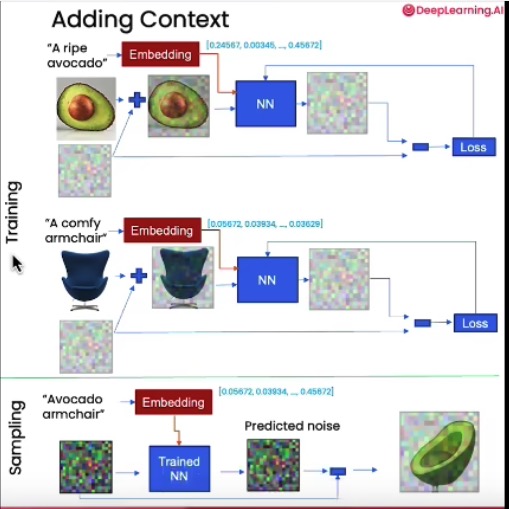 Adding Context
DeepLearning.AI
Training
"A ripe
avocado"
Embedding
[0.24567, 0.00345, ..., 0.45672]
NN
Loss
"A comfy
armchair"
Embedding
[0.05672, 0.03934, ..., 0.03629]
NN
Loss
Sampling
"Avocado
armchair"
Embedding
[0.05672, 0.03934, ..., 0.45672]
Trained
NN
Predicted noise